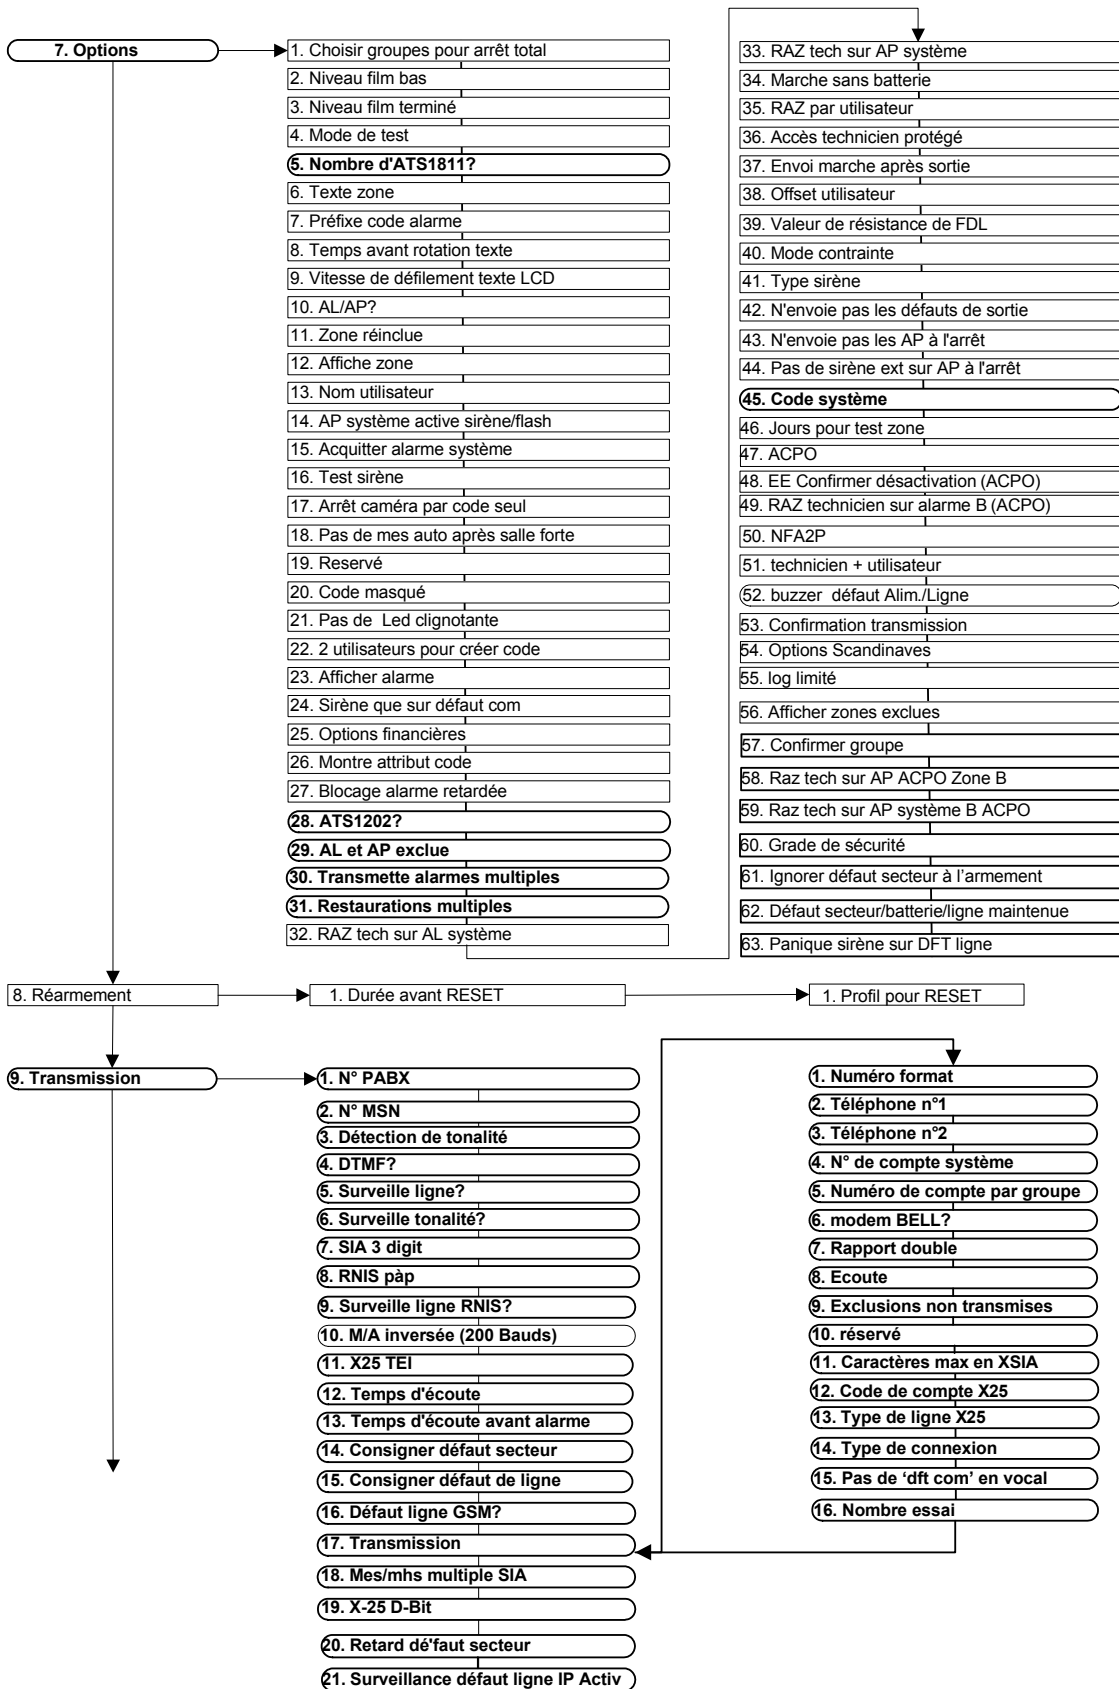 7. Options
1. Choisir groupes pour arrêt total
2. Niveau film bas
3. Niveau film terminé
4. Mode de test
5. Nombre d'ATS1811?
6. Texte zone
7. Préfixe code alarme
8. Temps avant rotation texte
9. Vitesse de défilement texte LCD
10. AL/AP?
11. Zone réinclue
12. Affiche zone
13. Nom utilisateur
14. AP système active sirène/flash
15. Acquitter alarme système
16. Test sirène
17. Arrêt caméra par code seul
18. Pas de mes auto après salle forte
19. Reservé
20. Code masqué
21. Pas de  Led clignotante
22. 2 utilisateurs pour créer code
23. Afficher alarme
24. Sirène que sur défaut com
25. Options financières
26. Montre attribut code
27. Blocage alarme retardée
28. ATS1202?
29. AL et AP exclue
30. Transmette alarmes multiples
31. Restaurations multiples
32. RAZ tech sur AL système
33. RAZ tech sur AP système
34. Marche sans batterie
35. RAZ par utilisateur
36. Accès technicien protégé
37. Envoi marche après sortie
38. Offset utilisateur
39. Valeur de résistance de FDL
40. Mode contrainte
41. Type sirène
42. N'envoie pas les défauts de sortie
43. N'envoie pas les AP à l'arrêt
44. Pas de sirène ext sur AP à l'arrêt
45. Code système
46. Jours pour test zone
47. ACPO
48. EE Confirmer désactivation (ACPO)
49. RAZ technicien sur alarme B (ACPO)
50. NFA2P
51. technicien + utilisateur
52. buzzer  défaut Alim./Ligne
53. Confirmation transmission
54. Options Scandinaves
55. log limité
56. Afficher zones exclues
57. Confirmer groupe
58. Raz tech sur AP ACPO Zone B
59. Raz tech sur AP système B ACPO
60. Grade de sécurité
61. Ignorer défaut secteur à l’armement
62. Défaut secteur/batterie/ligne maintenue
63. Panique sirène sur DFT ligne
8. Réarmement
1. Durée avant RESET
1. Profil pour RESET
9. Transmission
1. N° PABX
2. N° MSN
3. Détection de tonalité
4. DTMF?
5. Surveille ligne?
6. Surveille tonalité?
7. SIA 3 digit
8. RNIS pàp
9. Surveille ligne RNIS?
10. M/A inversée (200 Bauds)
11. X25 TEI
12. Temps d'écoute
13. Temps d'écoute avant alarme
14. Consigner défaut secteur
15. Consigner défaut de ligne
16. Défaut ligne GSM?
17. Transmission
18. Mes/mhs multiple SIA
19. X-25 D-Bit
20. Retard dé'faut secteur
21. Surveillance défaut ligne IP Activ
1. Numéro format
2. Téléphone n°1
3. Téléphone n°2
4. N° de compte système
5. Numéro de compte par groupe
6. modem BELL?
7. Rapport double
8. Ecoute
9. Exclusions non transmises
10. réservé
11. Caractères max en XSIA
12. Code de compte X25
13. Type de ligne X25
14. Type de connexion
15. Pas de ‘dft com’ en vocal
16. Nombre essai